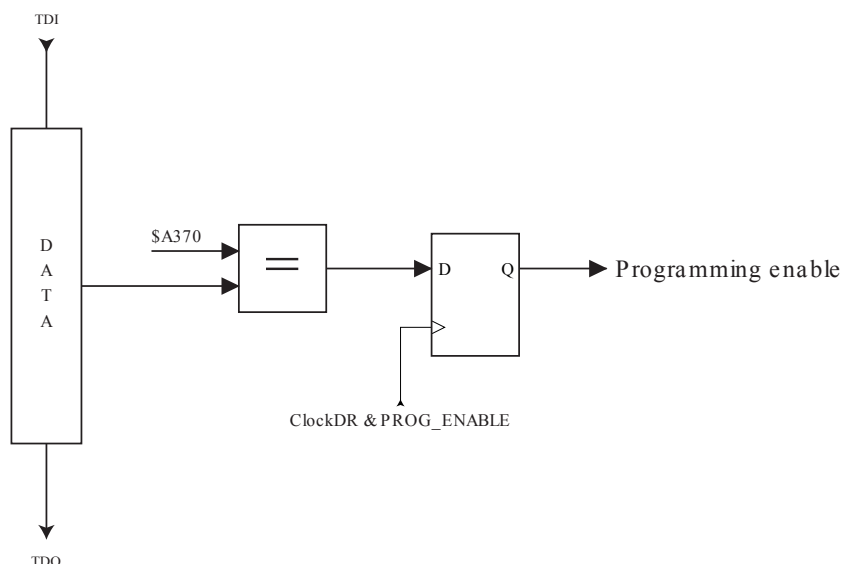 TDI
D
A
T
A
$A370
=
D Q
Programming enable
ClockDR & PROG_ENABLE
TDO